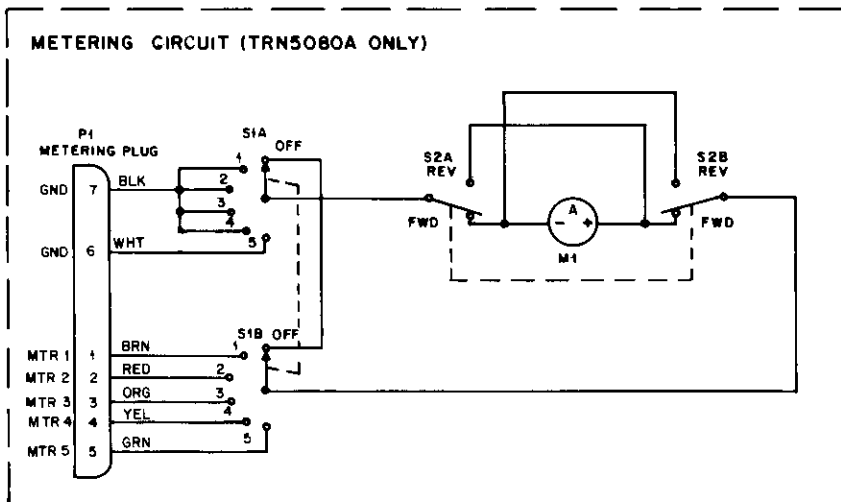 METERING CIRCUIT (TRN5080A ONLY)
P1
METERING PLUG
S1A
OFF
1
2
3
4
5
GND 7 BLK
GND 6 WHT
S2A
REV
FWD
- A +
M1
S2B
REV
FWD
S1B OFF
MTR 1 1 BRN 1
MTR 2 2 RED 2
MTR 3 3 ORG 3
MTR 4 4 YEL 4
MTR 5 5 GRN 5